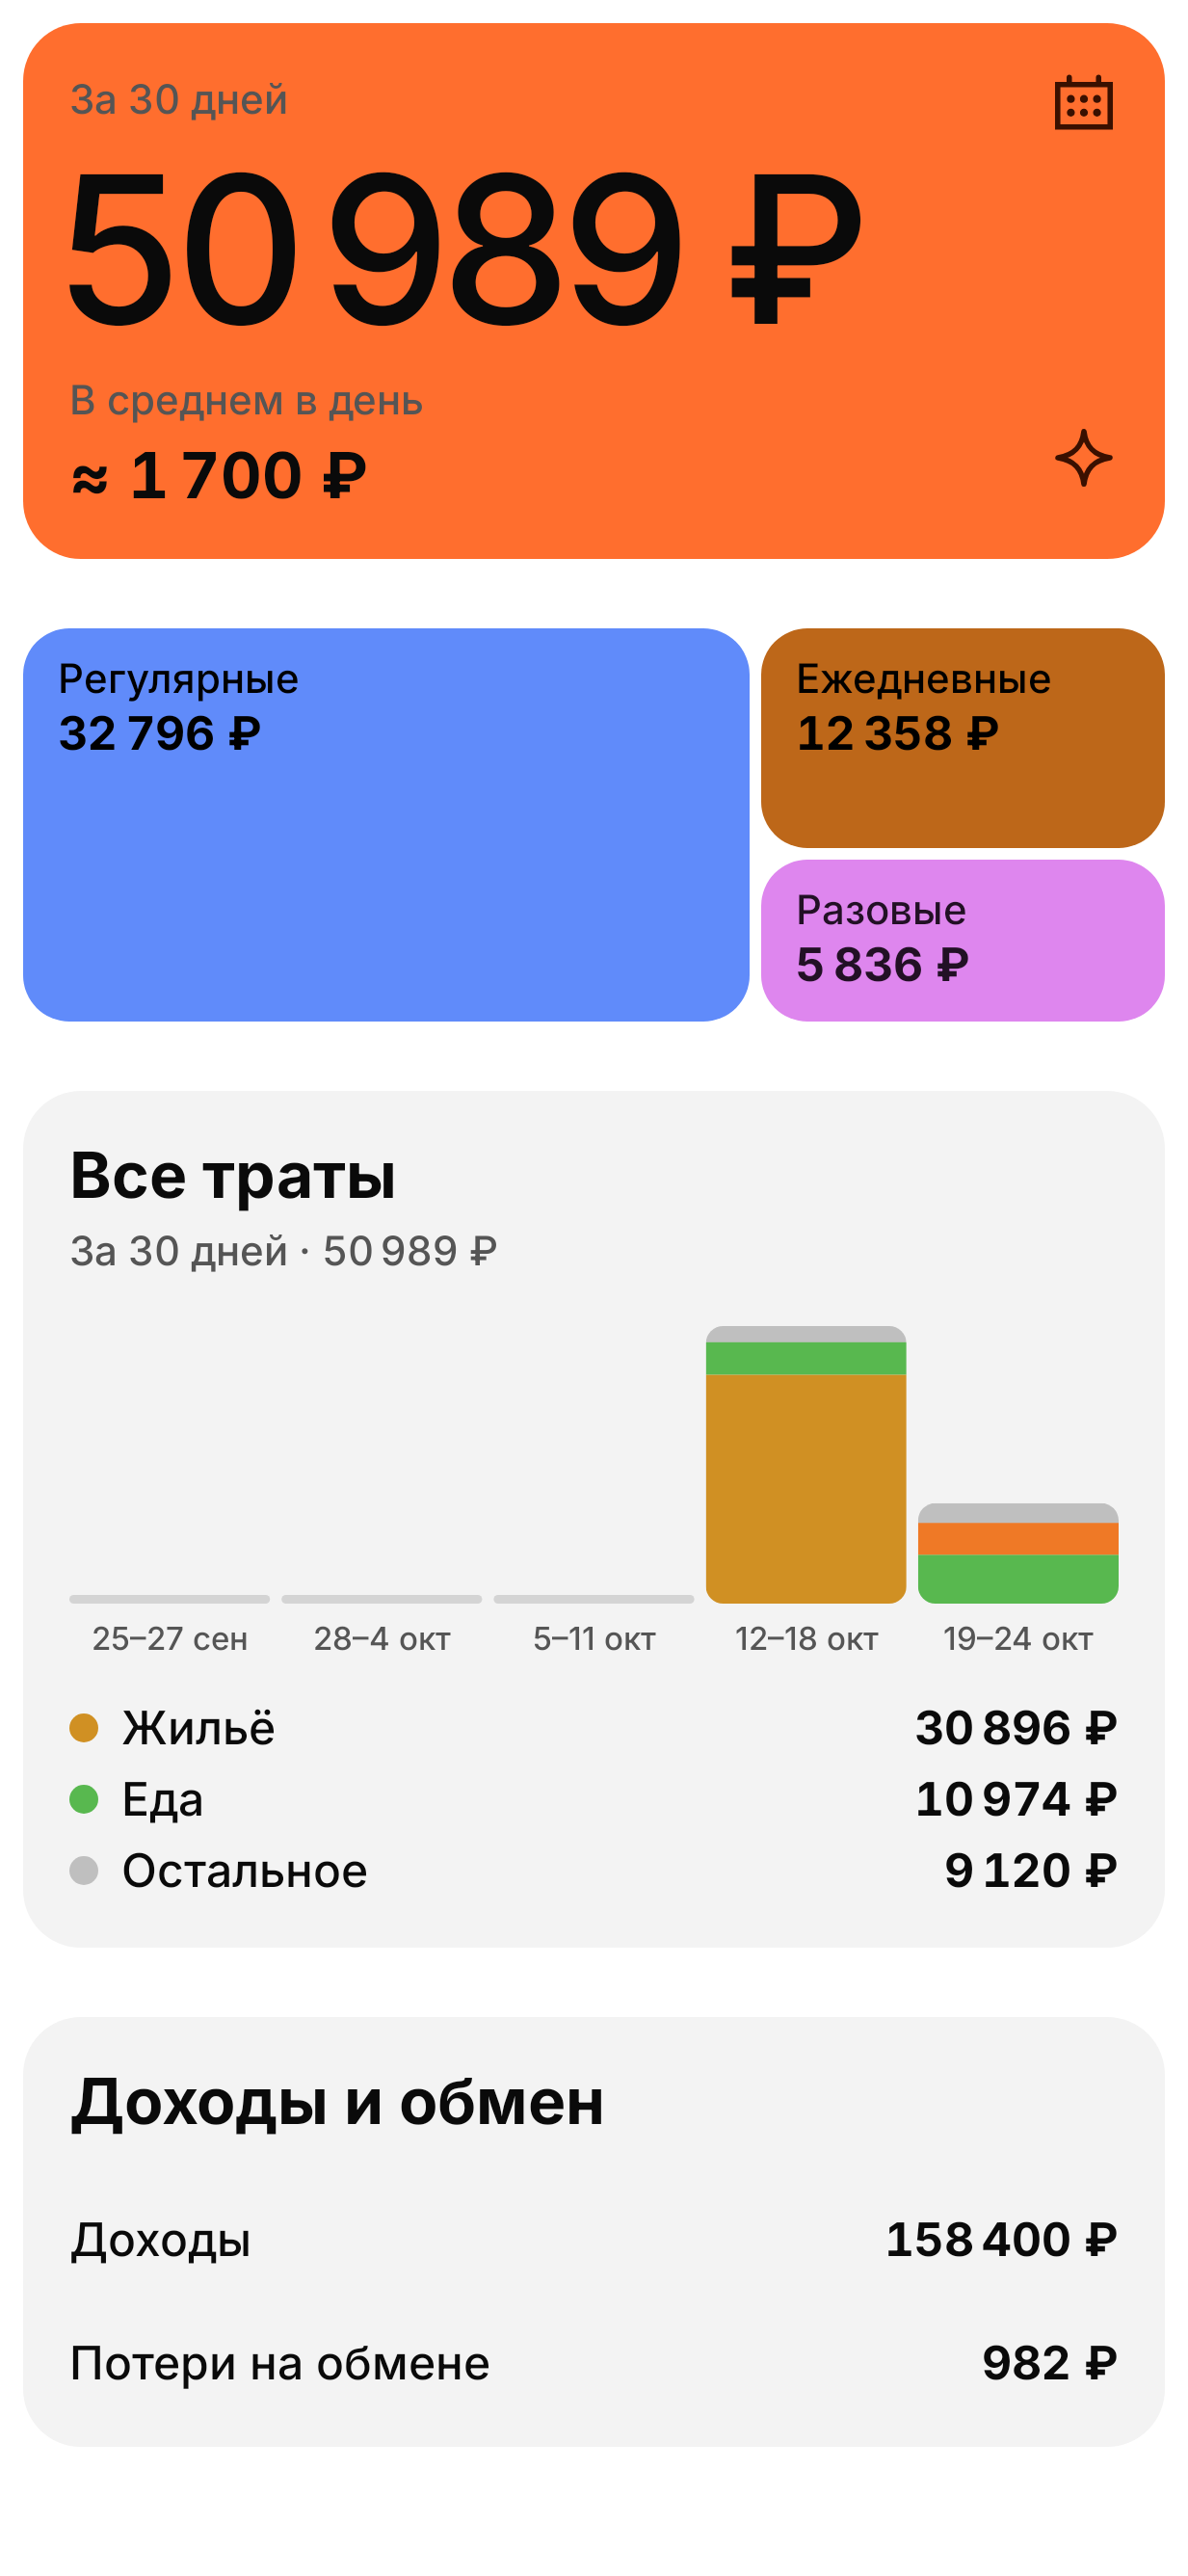 За 30 дней
50 989 ₽
В среднем в день
≈ 1 700 ₽
Регулярные
32 796 ₽
Ежедневные
12 358 ₽
Разовые
5 836 ₽
Все траты
За 30 дней · 50 989 ₽
25–27 сен 28–4 окт 5–11 окт 12–18 окт 19–24 окт
Жильё 30 896 ₽
Еда 10 974 ₽
Остальное 9 120 ₽
Доходы и обмен
Доходы 158 400 ₽
Потери на обмене 982 ₽